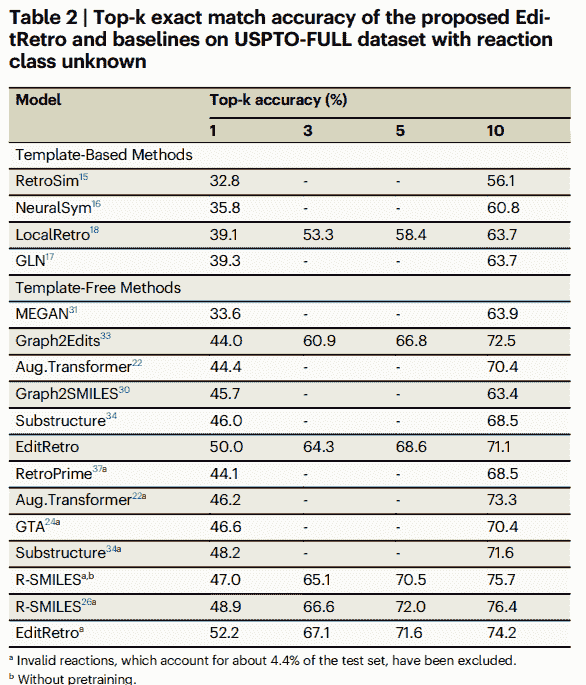 Table 2 | Top-k exact match accuracy of the proposed Edi-
tRetro and baselines on USPTO-FULL dataset with reaction
class unknown
Model Top-k accuracy (%)
1 3 5 10
Template-Based Methods
RetroSim15 32.8 - - 56.1
NeuralSym16 35.8 - - 60.8
LocalRetro18 39.1 53.3 58.4 63.7
GLN17 39.3 - - 63.7
Template-Free Methods
MEGAN31 33.6 - - 63.9
Graph2Edits33 44.0 60.9 66.8 72.5
Aug.Transformer22 44.4 - - 70.4
Graph2SMILES30 45.7 - - 63.4
Substructure34 46.0 - - 68.5
EditRetro 50.0 64.3 68.6 71.1
RetroPrime37a 44.1 - - 68.5
Aug.Transformer22a 46.2 - - 73.3
GTA24a 46.6 - - 70.4
Substructure34a 48.2 - - 71.6
R-SMILESa,b 47.0 65.1 70.5 75.7
R-SMILES26a 48.9 66.6 72.0 76.4
EditRetroa 52.2 67.1 71.6 74.2
a Invalid reactions, which account for about 4.4% of the test set, have been excluded.
b Without pretraining.